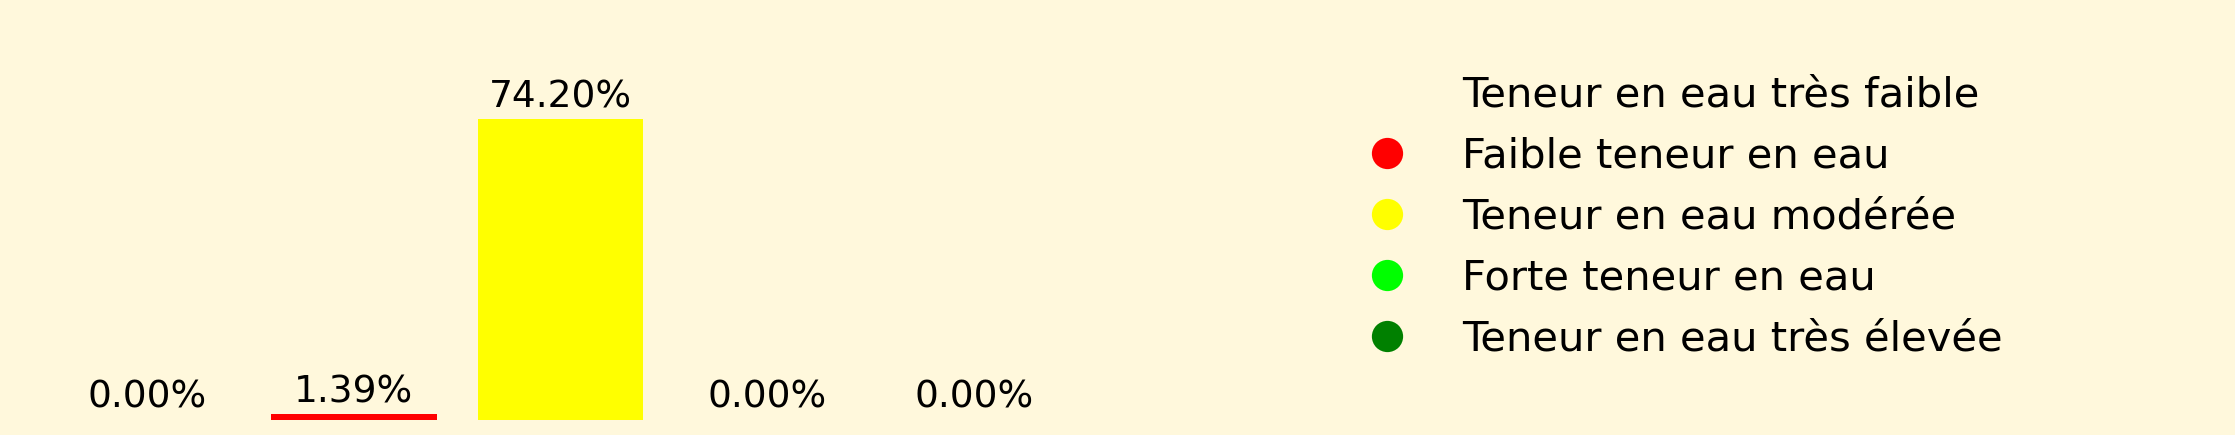 74.20%
1.39%
0.00%
0.00%
0.00%
Teneur en eau très faible
Faible teneur en eau
Teneur en eau modérée
Forte teneur en eau
Teneur en eau très élevée